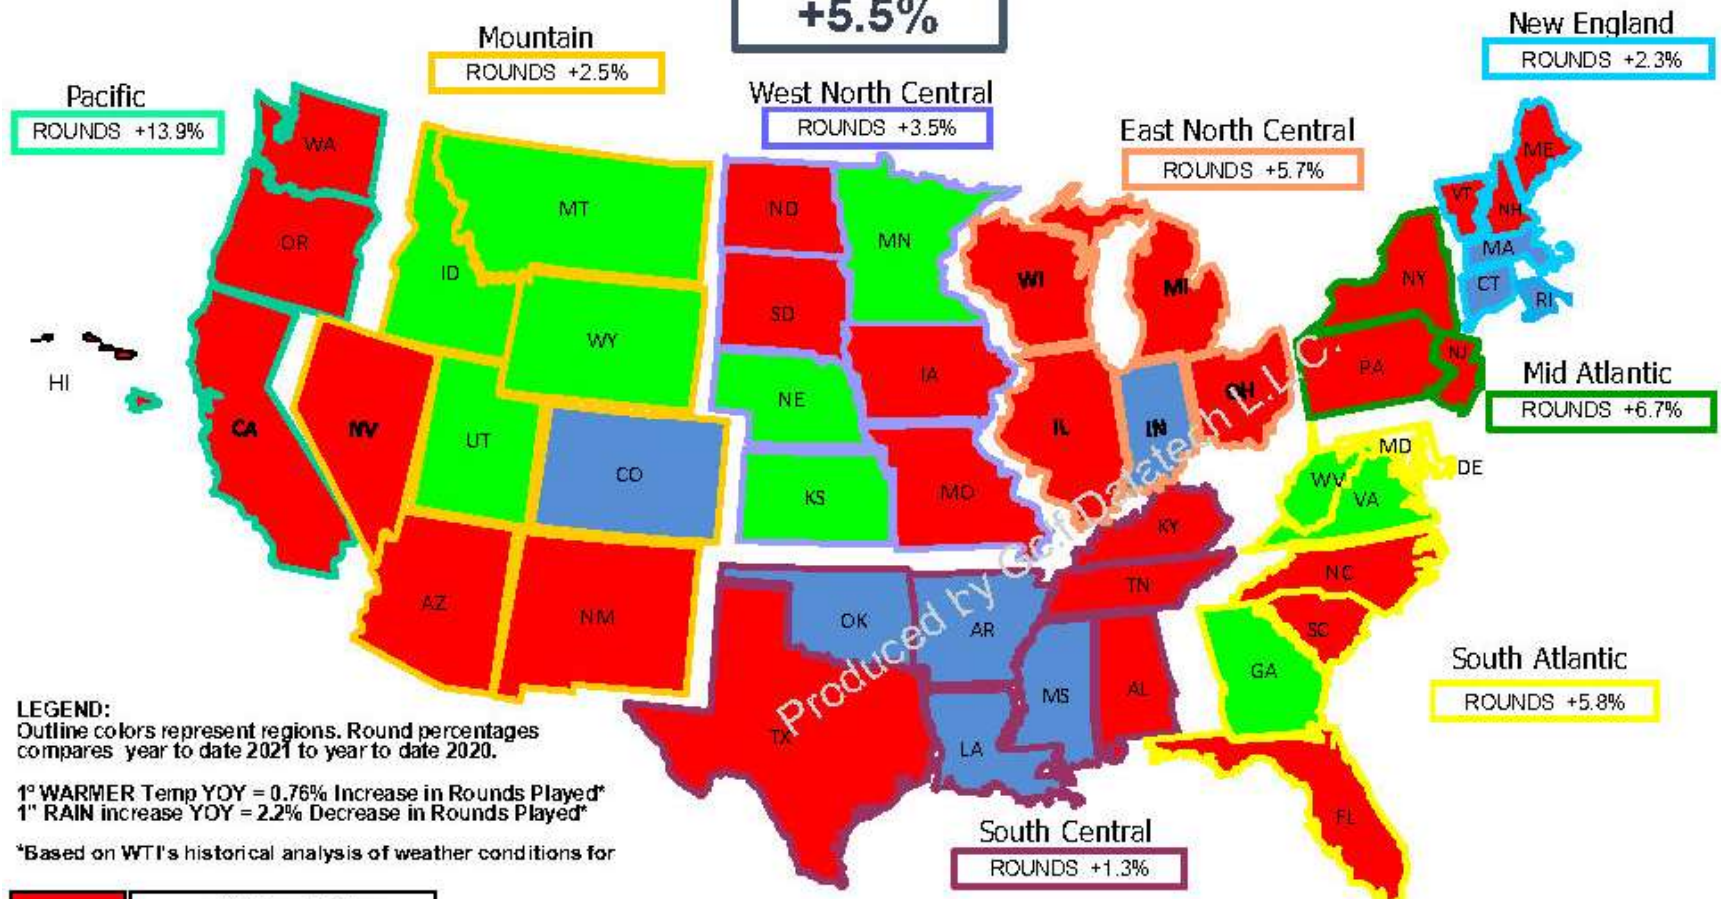 +5.5%
New England
ROUNDS +2.3%
Mountain
ROUNDS +2.5%
Pacific
ROUNDS +13.9%
West North Central
ROUNDS +3.5%
East North Central
ROUNDS +5.7%
WA
OR
MT
ID
WY
ND
MN
SD
WI
MI
ME
VT
NH
NY
MA
CT
RI
HI
CA
NV
UT
CO
NE
IA
KS
MO
IL
IN
OH
PA
NJ
Mid Atlantic
ROUNDS +6.7%
MD
DE
WV
VA
KY
TN
NC
SC
AZ
NM
OK
AR
TX
LA
MS
AL
GA
FL
Produced by Golf Datatech L.L.C.
South Atlantic
ROUNDS +5.8%
South Central
ROUNDS +1.3%
LEGEND:
Outline colors represent regions. Round percentages
compares year to date 2021 to year to date 2020.
1° WARMER Temp YOY = 0.76% Increase in Rounds Played*
1" RAIN increase YOY = 2.2% Decrease in Rounds Played*
*Based on WTI's historical analysis of weather conditions for